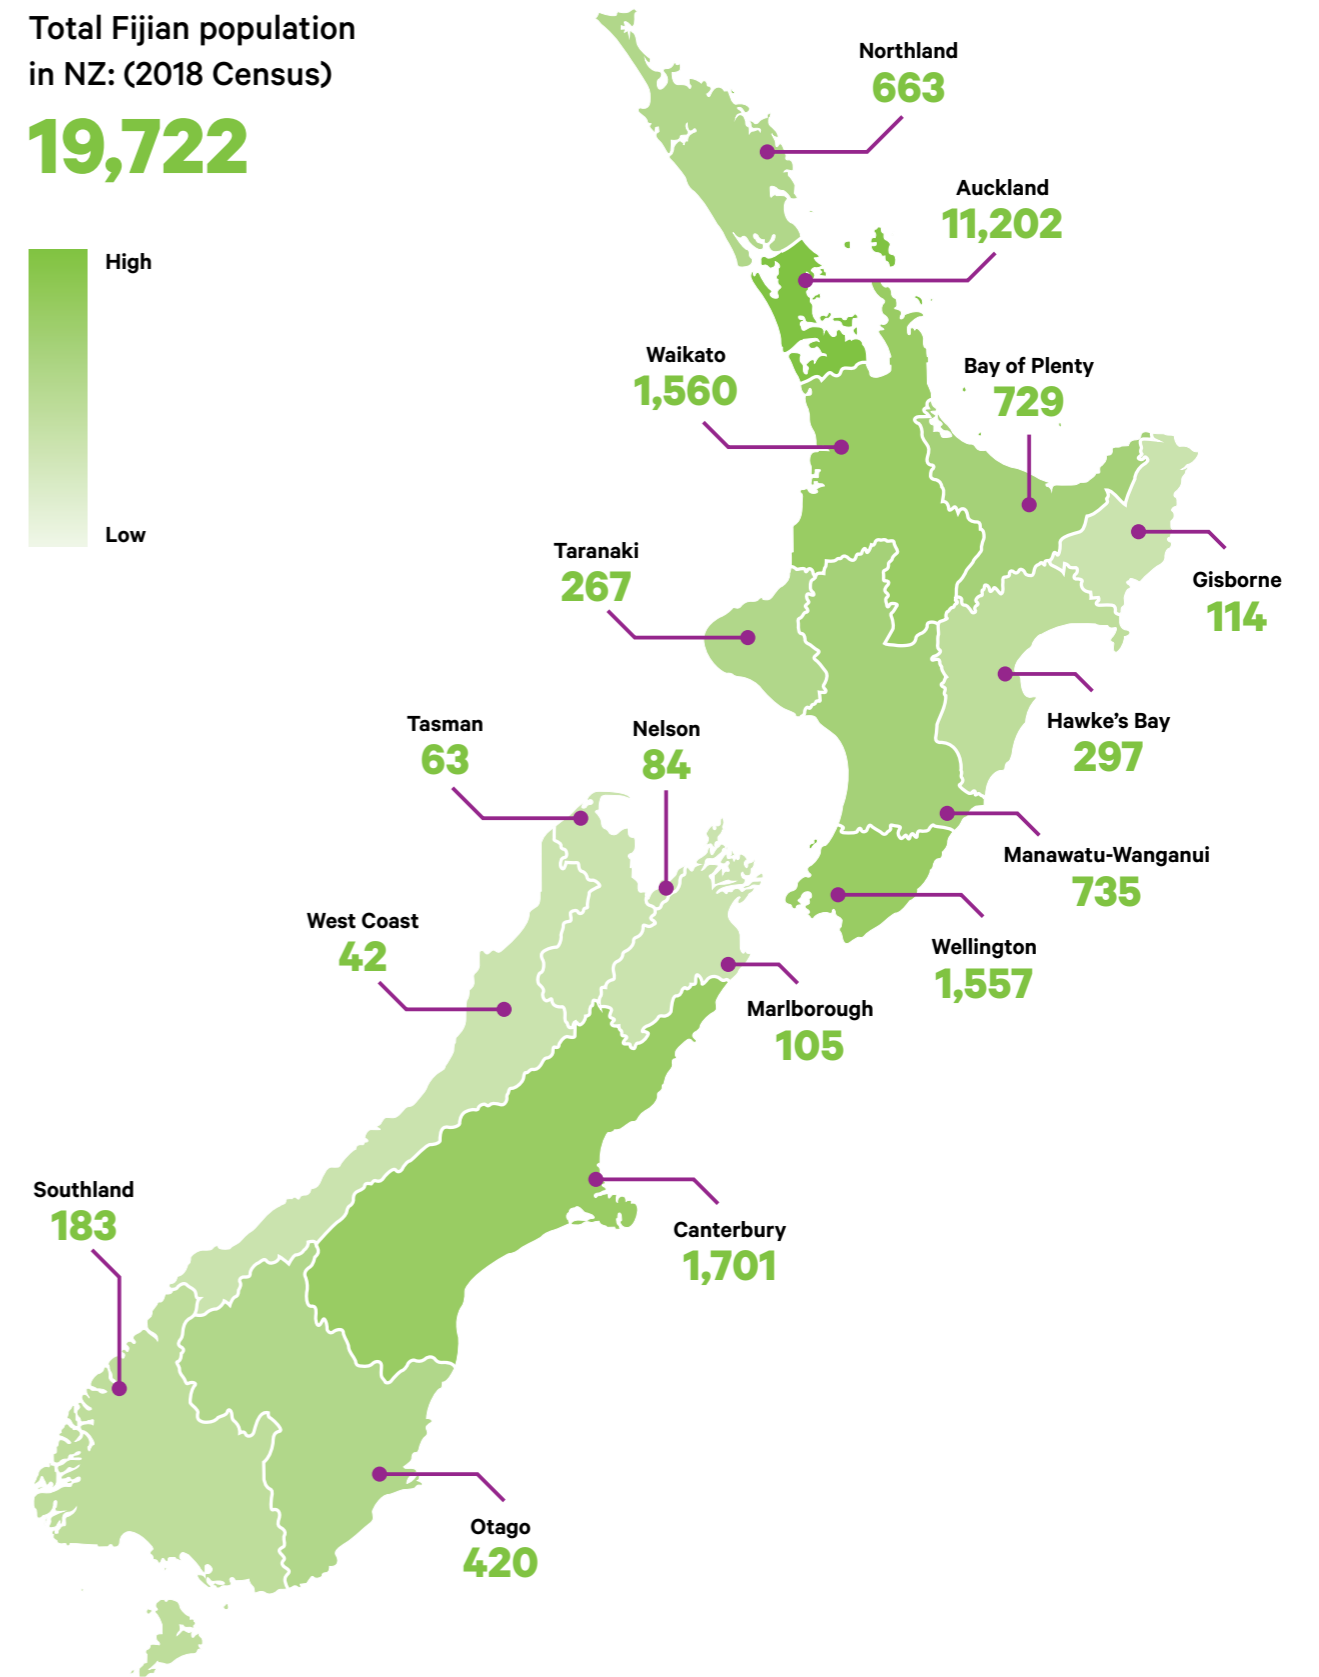 Total Fijian population
in NZ: (2018 Census)
19,722
High
Low
Northland
663
Auckland
11,202
Waikato
1,560
Bay of Plenty
729
Taranaki
267
Gisborne
114
Hawke's Bay
297
Tasman
63
Nelson
84
Manawatu-Wanganui
735
West Coast
42
Wellington
1,557
Marlborough
105
Southland
183
Canterbury
1,701
Otago
420